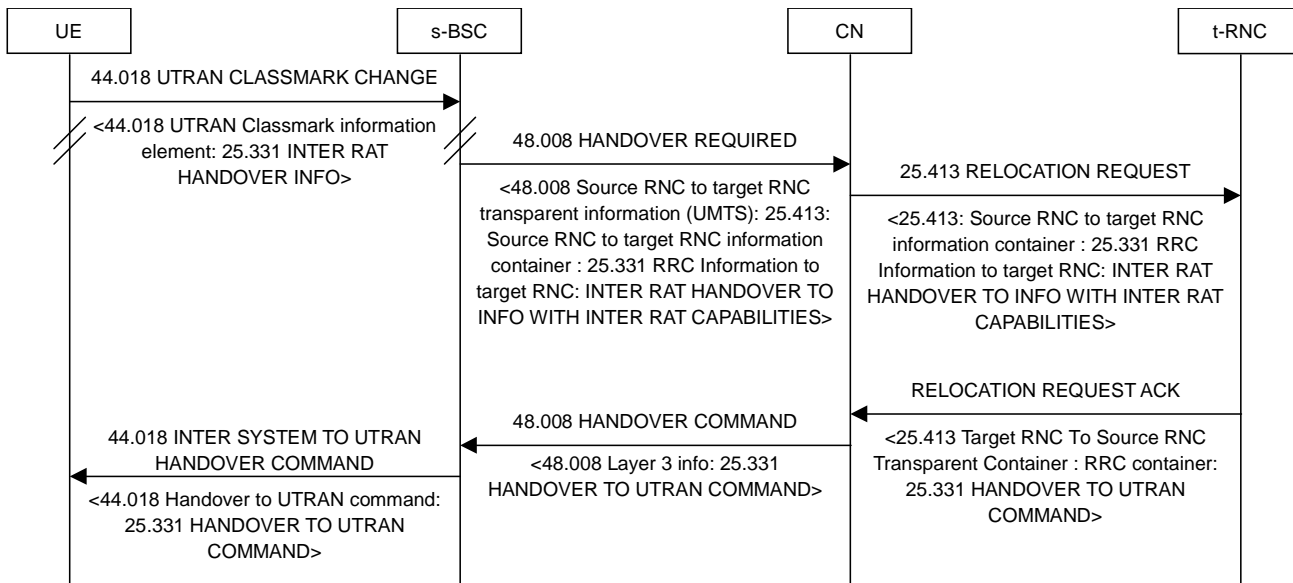 UE
s-BSC
CN
t-RNC
44.018 UTRAN CLASSMARK CHANGE
<44.018 UTRAN Classmark information
element: 25.331 INTER RAT
HANDOVER INFO>
48.008 HANDOVER REQUIRED
<48.008 Source RNC to target RNC
transparent information (UMTS): 25.413:
Source RNC to target RNC information
container : 25.331 RRC Information to
target RNC: INTER RAT HANDOVER TO
INFO WITH INTER RAT CAPABILITIES>
25.413 RELOCATION REQUEST
<25.413: Source RNC to target RNC
information container : 25.331 RRC
Information to target RNC: INTER RAT
HANDOVER TO INFO WITH INTER RAT
CAPABILITIES>
RELOCATION REQUEST ACK
<25.413 Target RNC To Source RNC
Transparent Container : RRC container:
25.331 HANDOVER TO UTRAN
COMMAND>
48.008 HANDOVER COMMAND
<48.008 Layer 3 info: 25.331
HANDOVER TO UTRAN COMMAND>
44.018 INTER SYSTEM TO UTRAN
HANDOVER COMMAND
<44.018 Handover to UTRAN command:
25.331 HANDOVER TO UTRAN
COMMAND>